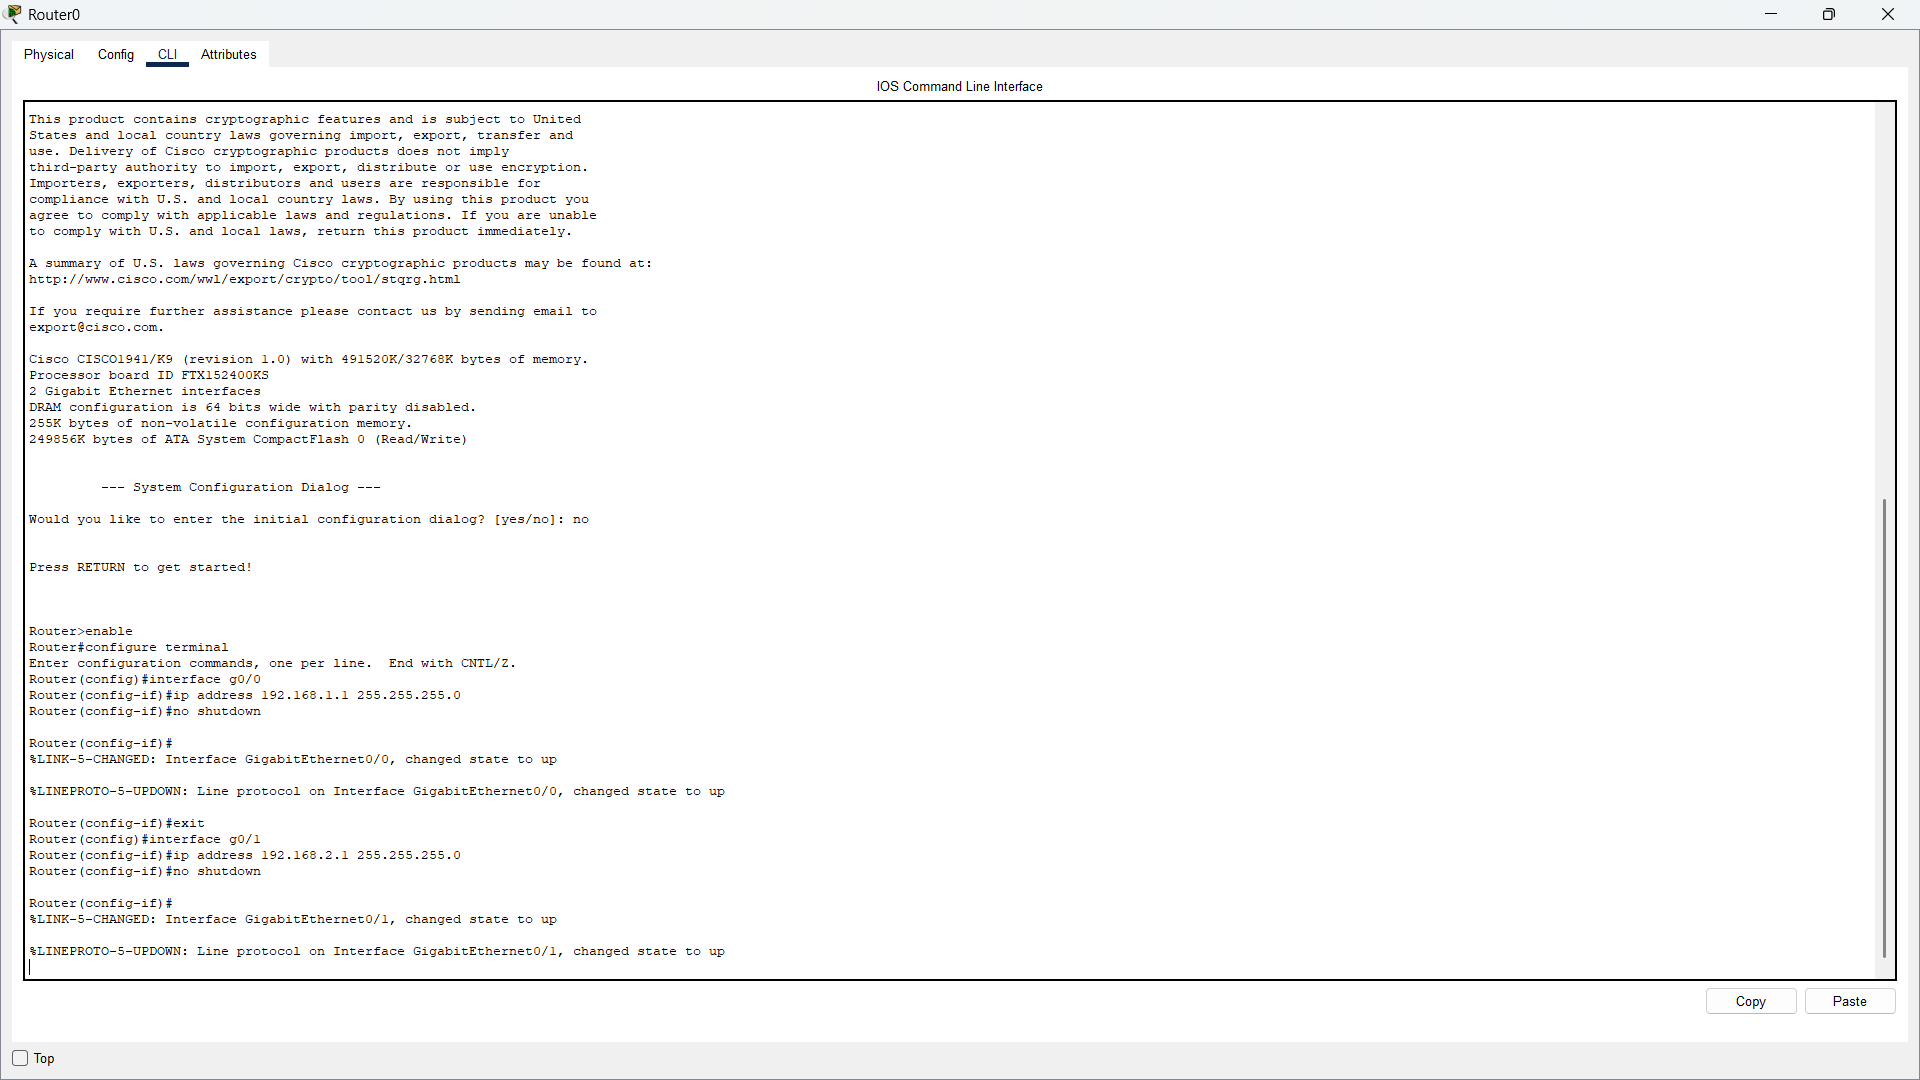 Router0
Physical Config CLI Attributes
IOS Command Line Interface
This product contains cryptographic features and is subject to United
States and local country laws governing import, export, transfer and
use. Delivery of Cisco cryptographic products does not imply
third-party authority to import, export, distribute or use encryption.
Importers, exporters, distributors and users are responsible for
compliance with U.S. and local country laws. By using this product you
agree to comply with applicable laws and regulations. If you are unable
to comply with U.S. and local laws, return this product immediately.
A summary of U.S. laws governing Cisco cryptographic products may be found at:
http://www.cisco.com/wwl/export/crypto/tool/stqrg.html
If you require further assistance please contact us by sending email to
export@cisco.com.
Cisco CISCO1941/K9 (revision 1.0) with 491520K/32768K bytes of memory.
Processor board ID FTX152400KS
2 Gigabit Ethernet interfaces
DRAM configuration is 64 bits wide with parity disabled.
255K bytes of non-volatile configuration memory.
249856K bytes of ATA System CompactFlash 0 (Read/Write)
--- System Configuration Dialog ---
Would you like to enter the initial configuration dialog? [yes/no]: no
Press RETURN to get started!
Router>enable
Router#configure terminal
Enter configuration commands, one per line.  End with CNTL/Z.
Router(config)#interface g0/0
Router(config-if)#ip address 192.168.1.1 255.255.255.0
Router(config-if)#no shutdown
Router(config-if)#
%LINK-5-CHANGED: Interface GigabitEthernet0/0, changed state to up
%LINEPROTO-5-UPDOWN: Line protocol on Interface GigabitEthernet0/0, changed state to up
Router(config-if)#exit
Router(config)#interface g0/1
Router(config-if)#ip address 192.168.2.1 255.255.255.0
Router(config-if)#no shutdown
Router(config-if)#
%LINK-5-CHANGED: Interface GigabitEthernet0/1, changed state to up
%LINEPROTO-5-UPDOWN: Line protocol on Interface GigabitEthernet0/1, changed state to up
Copy Paste
Top